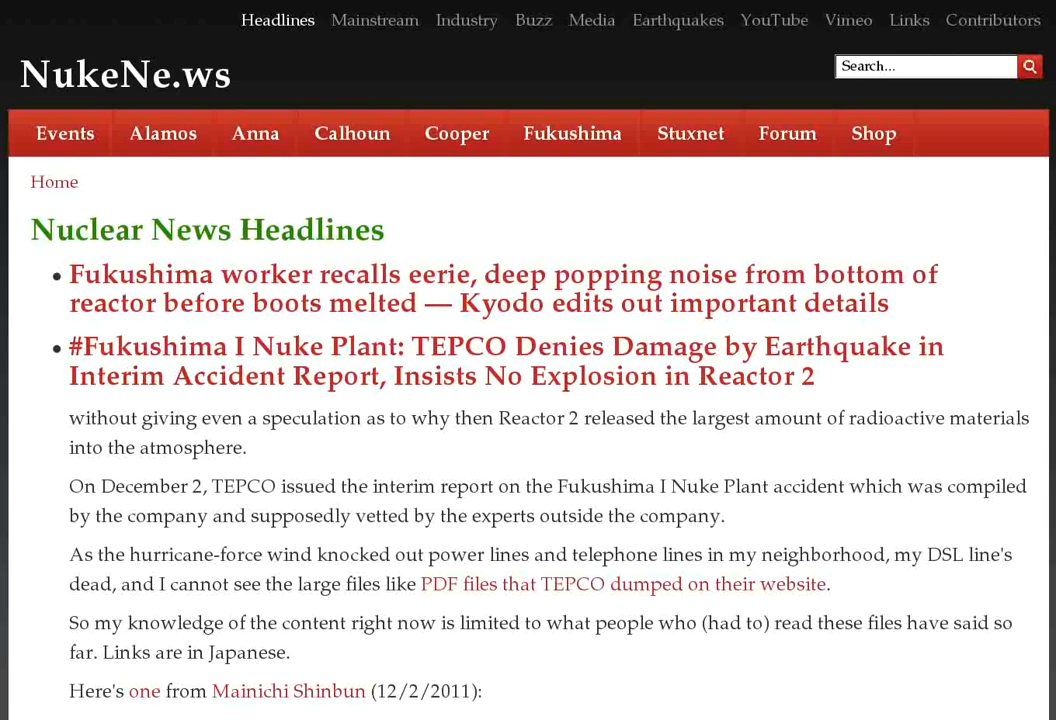 Headlines Mainstream Industry Buzz Media Earthquakes YouTube Vimeo Links Contributors
NukeNe.ws
Search...
Events Alamos Anna Calhoun Cooper Fukushima Stuxnet Forum Shop
Home
Nuclear News Headlines
• Fukushima worker recalls eerie, deep popping noise from bottom of
reactor before boots melted — Kyodo edits out important details
• #Fukushima I Nuke Plant: TEPCO Denies Damage by Earthquake in
Interim Accident Report, Insists No Explosion in Reactor 2
without giving even a speculation as to why then Reactor 2 released the largest amount of radioactive materials
into the atmosphere.
On December 2, TEPCO issued the interim report on the Fukushima I Nuke Plant accident which was compiled
by the company and supposedly vetted by the experts outside the company.
As the hurricane-force wind knocked out power lines and telephone lines in my neighborhood, my DSL line's
dead, and I cannot see the large files like PDF files that TEPCO dumped on their website.
So my knowledge of the content right now is limited to what people who (had to) read these files have said so
far. Links are in Japanese.
Here's one from Mainichi Shinbun (12/2/2011):